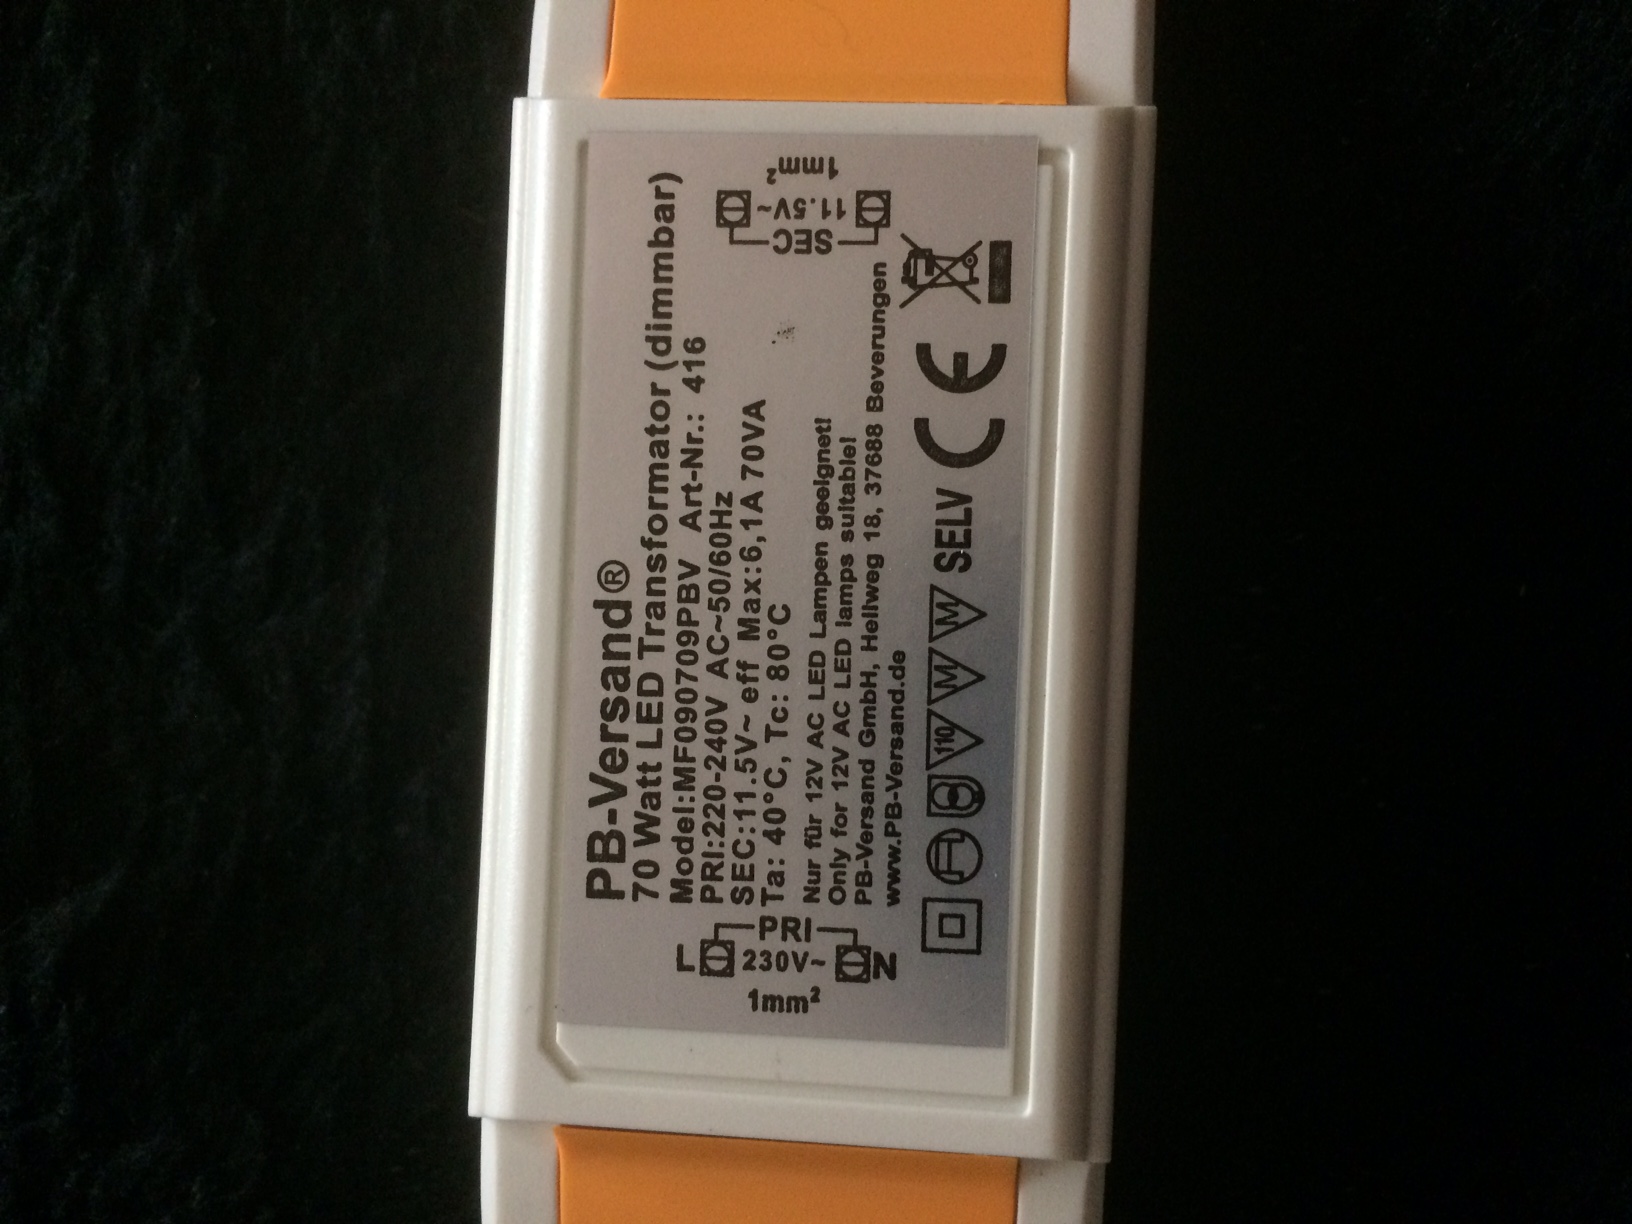 PB-Versand®
70 Watt LED Transformator (dimmbar)
Model:MF090709PBV Art-Nr.: 416
PRI:220-240V AC~50/60Hz
SEC:11.5V~ eff Max:6,1A 70VA
Ta: 40°C, Tc: 80°C
Nur für 12V AC LED Lampen geeignet!
Only for 12V AC LED lamps suitable!
PB-Versand GmbH, Hellweg 18, 37688 Beverungen
www.PB-Versand.de
L
PRI
230V~
N
1mm²
SEC
11.5V~
1mm²
110 M M SELV CE